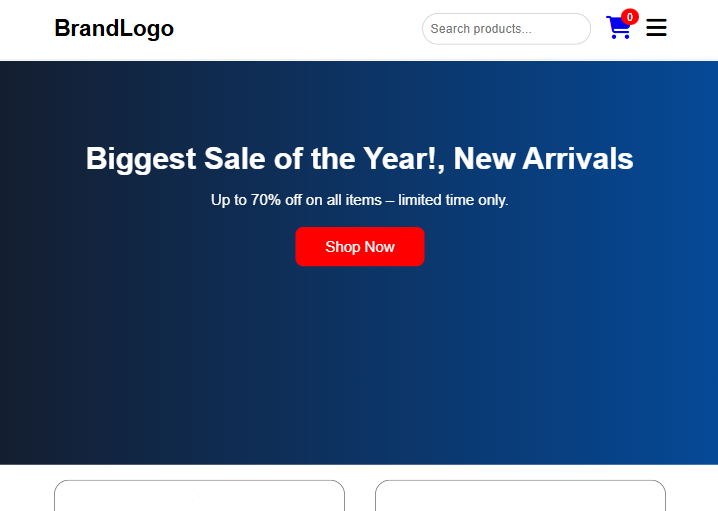 BrandLogo
Search products...
0
Biggest Sale of the Year!, New Arrivals
Up to 70% off on all items – limited time only.
Shop Now